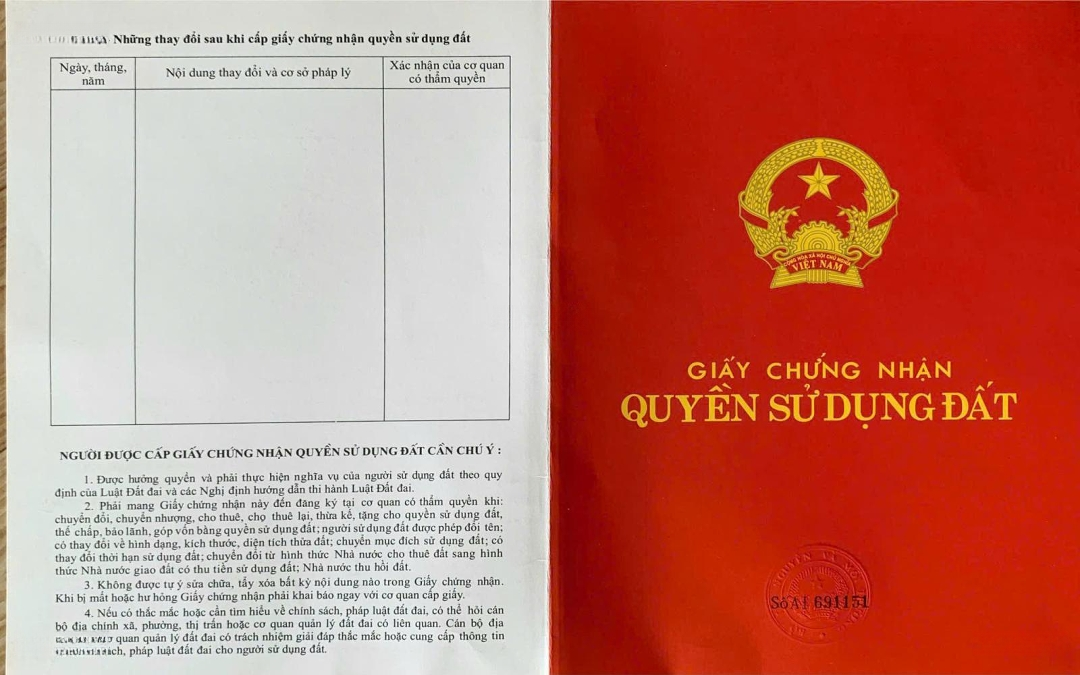 Những thay đổi sau khi cấp giấy chứng nhận quyền sử dụng đất
Ngày, tháng, năm
Nội dung thay đổi và cơ sở pháp lý
Xác nhận của cơ quan có thẩm quyền
NGƯỜI ĐƯỢC CẤP GIẤY CHỨNG NHẬN QUYỀN SỬ DỤNG ĐẤT CẦN CHÚ Ý :
1. Được hưởng quyền và phải thực hiện nghĩa vụ của người sử dụng đất theo quy
định của Luật Đất đai và các Nghị định hướng dẫn thi hành Luật Đất đai.
2. Phải mang Giấy chứng nhận này đến đăng ký tại cơ quan có thẩm quyền khi:
chuyển đổi, chuyển nhượng, cho thuê, chọ thuê lại, thừa kế, tặng cho quyền sử dụng đất,
thế chấp, bảo lãnh, góp vốn bằng quyền sử dụng đất; người sử dụng đất được phép đổi tên;
có thay đổi về hình dạng, kích thước, diện tích thửa đất; chuyển mục đích sử dụng đất; có
thay đổi thời hạn sử dụng đất; chuyển đổi từ hình thức Nhà nước cho thuê đất sang hình
thức Nhà nước giao đất có thu tiền sử dụng đất; Nhà nước thu hồi đất.
3. Không được tự ý sửa chữa, tẩy xóa bất kỳ nội dung nào trong Giấy chứng nhận.
Khi bị mất hoặc hư hỏng Giấy chứng nhận phải khai báo ngay với cơ quan cấp giấy.
4. Nếu có thắc mắc hoặc cần tìm hiểu về chính sách, pháp luật đất đai, có thể hỏi cán
bộ địa chính xã, phường, thị trấn hoặc cơ quan quản lý đất đai có liên quan. Cán bộ địa
quan quản lý đất đai có trách nhiệm giải đáp thắc mắc hoặc cung cấp thông tin
sách, pháp luật đất đai cho người sử dụng đất.
CỘNG HÒA XÃ HỘI CHỦ NGHĨA
VIỆT NAM
GIẤY CHỨNG NHẬN
QUYỀN SỬ DỤNG ĐẤT
Số AI 691151